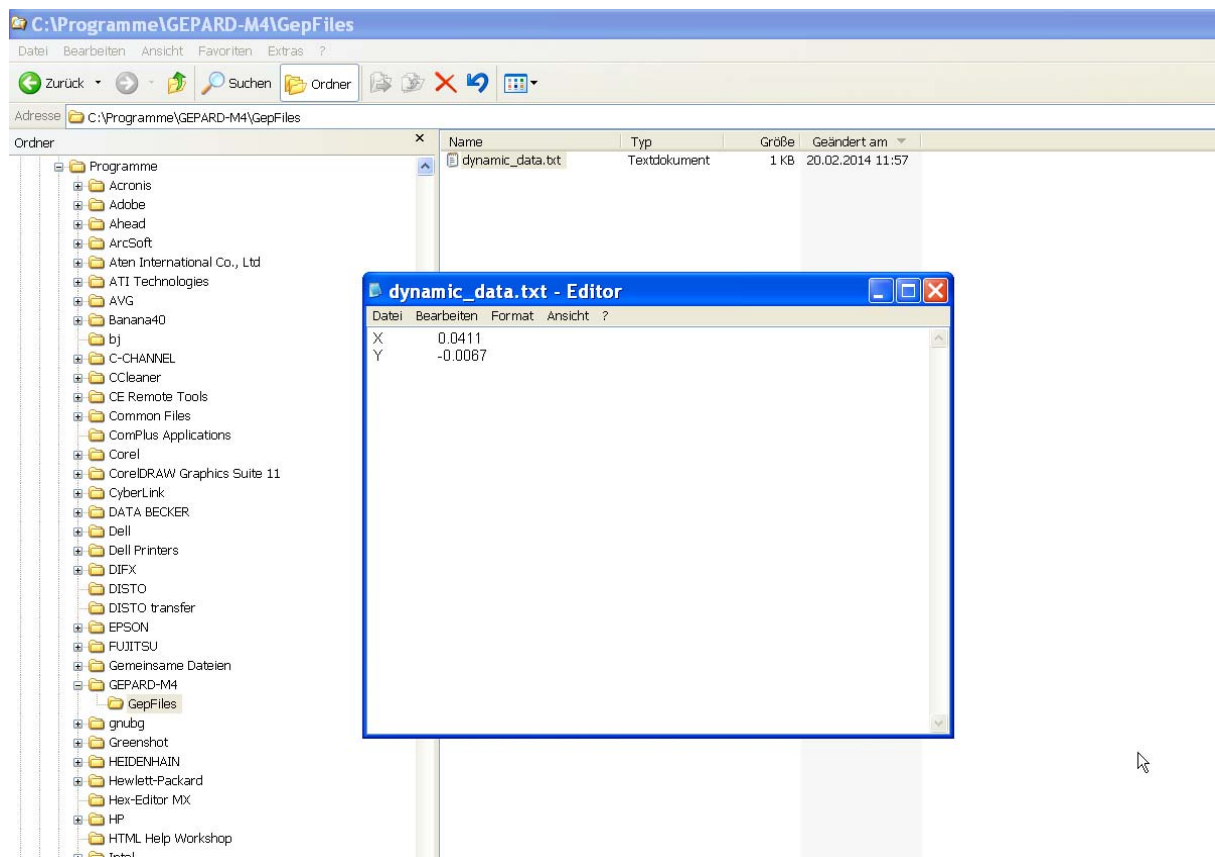 C:\Programme\GEPARD-M4\GepFiles
Datei Bearbeiten Ansicht Favoriten Extras ?
Zurück Suchen Ordner
Adresse C:\Programme\GEPARD-M4\GepFiles
Ordner x
Name Typ Größe Geändert am
dynamic_data.txt Textdokument 1 KB 20.02.2014 11:57
Programme
Acronis
Adobe
Ahead
ArcSoft
Aten International Co., Ltd
ATI Technologies
AVG
Banana40
bj
C-CHANNEL
CCleaner
CE Remote Tools
Common Files
ComPlus Applications
Corel
CorelDRAW Graphics Suite 11
CyberLink
DATA BECKER
Dell
Dell Printers
DIFX
DISTO
DISTO transfer
EPSON
FUJITSU
Gemeinsame Dateien
GEPARD-M4
GepFiles
gnubg
Greenshot
HEIDENHAIN
Hewlett-Packard
Hex-Editor MX
HP
HTML Help Workshop
dynamic_data.txt - Editor
Datei Bearbeiten Format Ansicht ?
X 0.0411
Y -0.0067